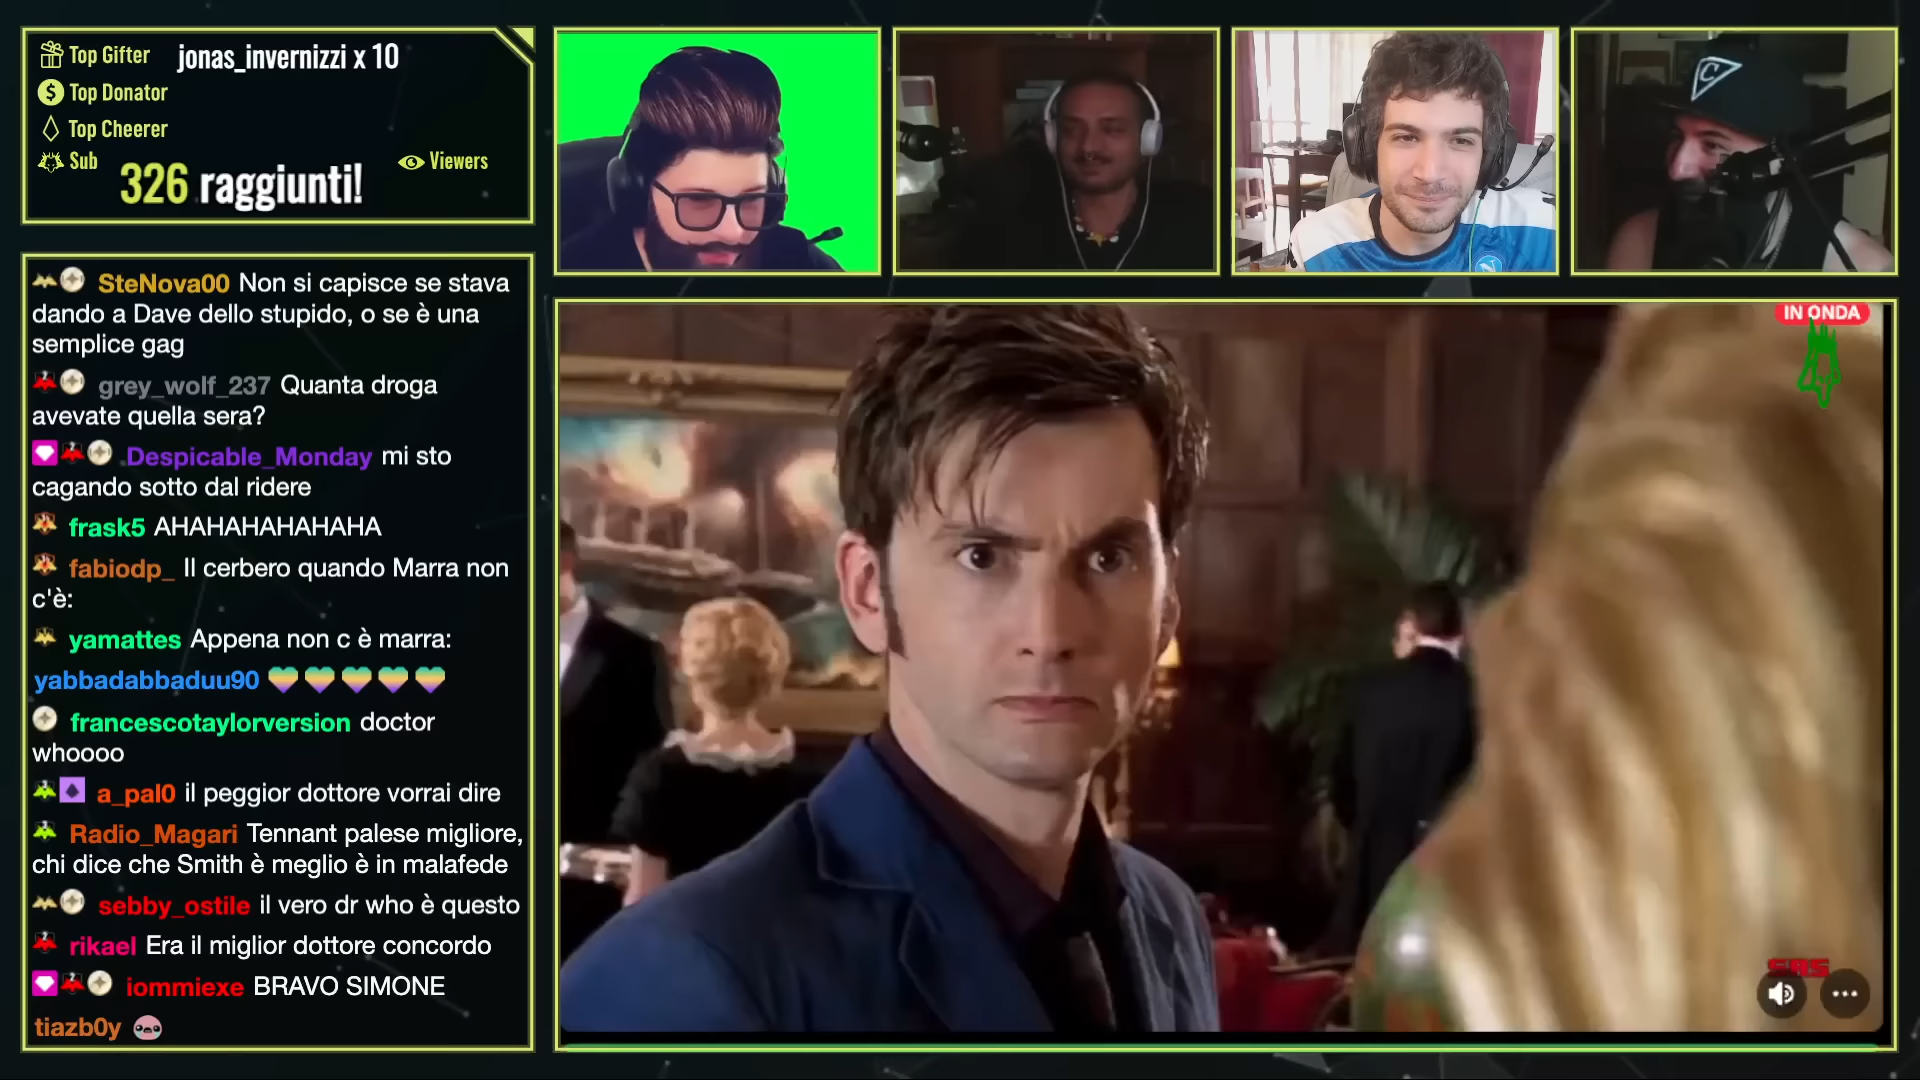 Top Gifter jonas_invernizzi x 10
Top Donator
Top Cheerer
Sub
Viewers
326 raggiunti!
SteNova00 Non si capisce se stava
dando a Dave dello stupido, o se è una
semplice gag
grey_wolf_237 Quanta droga
avevate quella sera?
Despicable_Monday mi sto
cagando sotto dal ridere
frask5 AHAHAHAHAHAHA
fabiodp_ Il cerbero quando Marra non
c'è:
yamattes Appena non c è marra:
yabbadabbaduu90
francescotaylorversion doctor
whoooo
a_pal0 il peggior dottore vorrai dire
Radio_Magari Tennant palese migliore,
chi dice che Smith è meglio è in malafede
sebby_ostile il vero dr who è questo
rikael Era il miglior dottore concordo
iommiexe BRAVO SIMONE
tiazb0y
C
N
IN ONDA